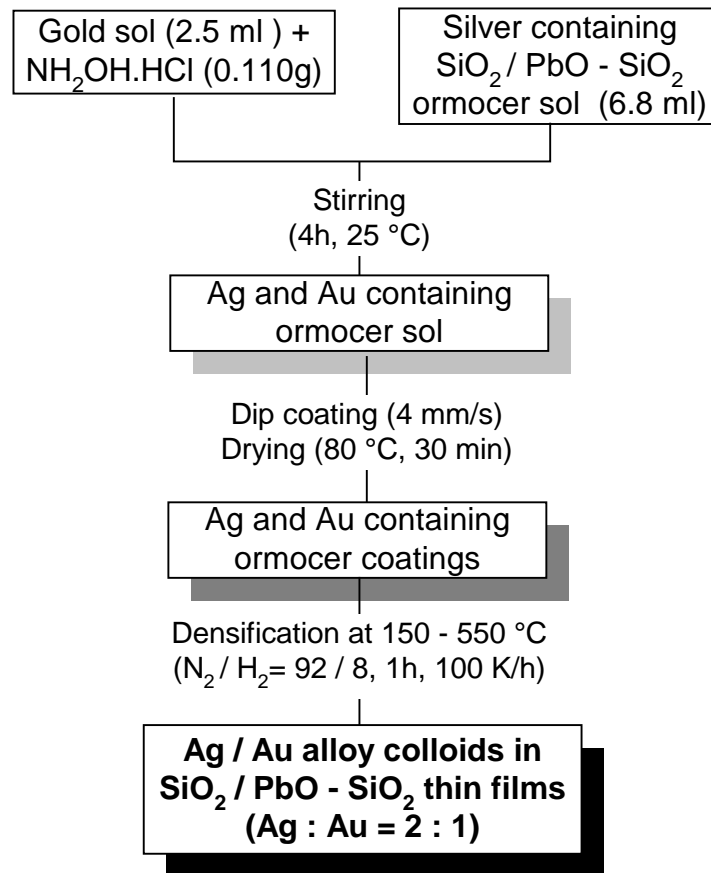 Gold sol (2.5 ml ) +
NH₂OH.HCl (0.110g)
Silver containing
SiO₂ / PbO - SiO₂
ormocer sol (6.8 ml)
Stirring
(4h, 25 °C)
Ag and Au containing
ormocer sol
Dip coating (4 mm/s)
Drying (80 °C, 30 min)
Ag and Au containing
ormocer coatings
Densification at 150 - 550 °C
(N₂ / H₂= 92 / 8, 1h, 100 K/h)
Ag / Au alloy colloids in
SiO₂ / PbO - SiO₂ thin films
(Ag : Au = 2 : 1)